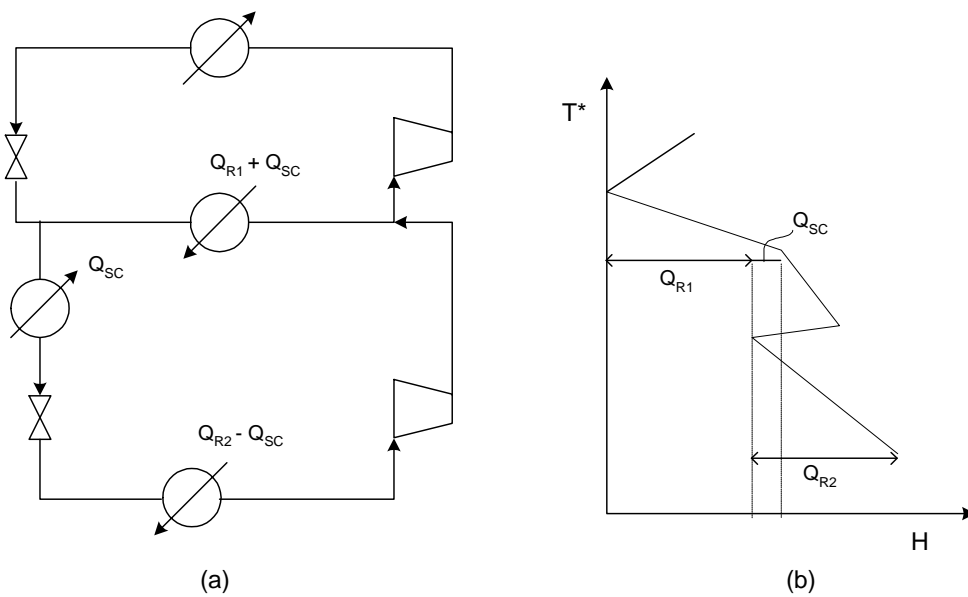 Q_R1 + Q_SC
Q_SC
Q_R2 - Q_SC
(a)
T*
Q_SC
Q_R1
Q_R2
H
(b)